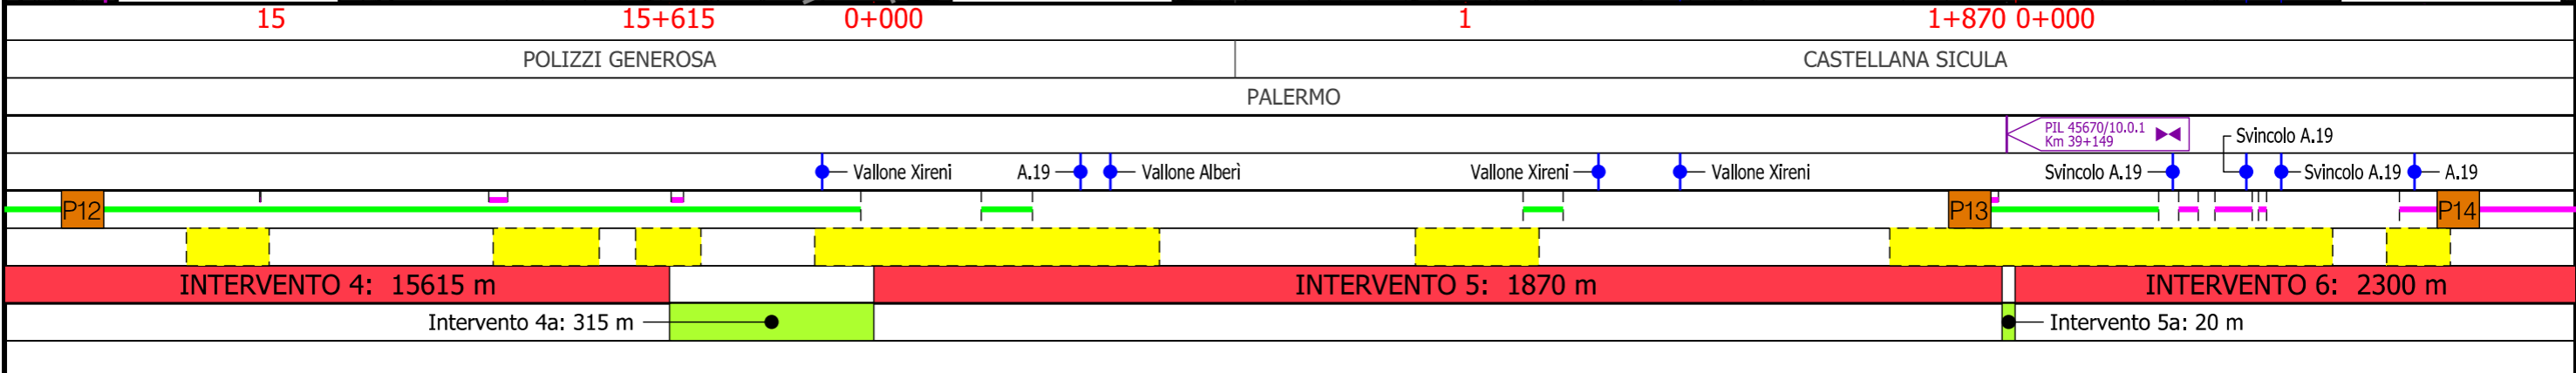 15 15+615 0+000 1 1+870 0+000
POLIZZI GENEROSA CASTELLANA SICULA
PALERMO
PIL 45670/10.0.1
Km 39+149
Svincolo A.19
Vallone Xireni A.19 Vallone Alberì Vallone Xireni Vallone Xireni Svincolo A.19 Svincolo A.19 A.19
P12 P13 P14
INTERVENTO 4: 15615 m INTERVENTO 5: 1870 m INTERVENTO 6: 2300 m
Intervento 4a: 315 m Intervento 5a: 20 m